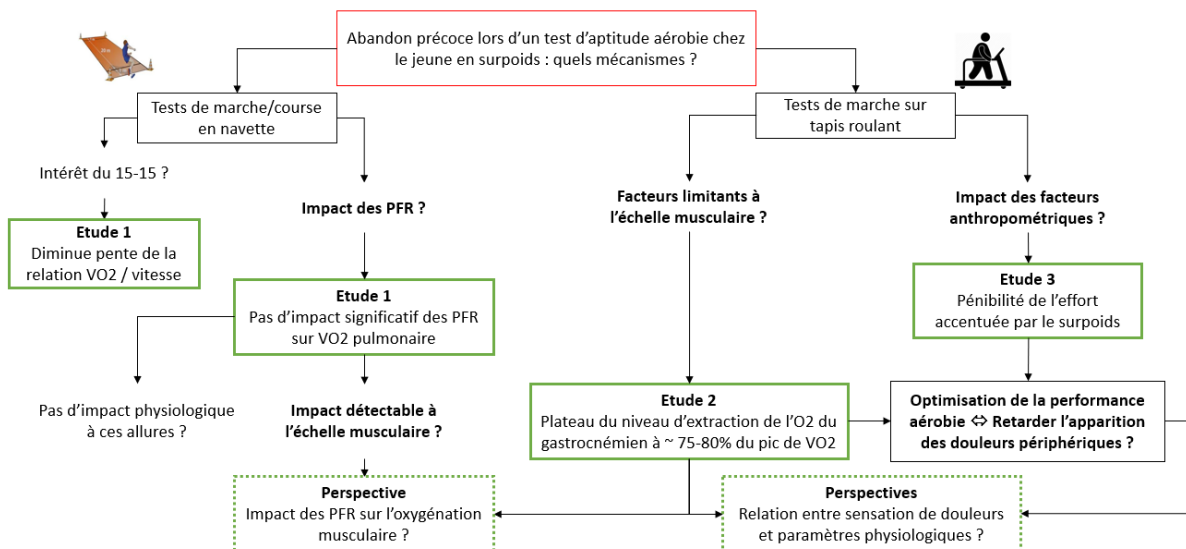 Abandon précoce lors d’un test d’aptitude aérobie chez
le jeune en surpoids : quels mécanismes ?
Tests de marche/course
en navette
Tests de marche sur
tapis roulant
Intérêt du 15-15 ?
Impact des PFR ?
Facteurs limitants à
l’échelle musculaire ?
Impact des facteurs
anthropométriques ?
Etude 1
Diminue pente de la
relation VO2 / vitesse
Etude 1
Pas d’impact significatif des PFR
sur VO2 pulmonaire
Etude 3
Pénibilité de l’effort
accentuée par le surpoids
Pas d’impact physiologique
à ces allures ?
Impact détectable à
l’échelle musculaire ?
Etude 2
Plateau du niveau d’extraction de l’O2 du
gastrocnémien à ~ 75-80% du pic de VO2
Optimisation de la performance
aérobie ⇔ Retarder l’apparition
des douleurs périphériques ?
Perspective
Impact des PFR sur l’oxygénation
musculaire ?
Perspectives
Relation entre sensation de douleurs
et paramètres physiologiques ?